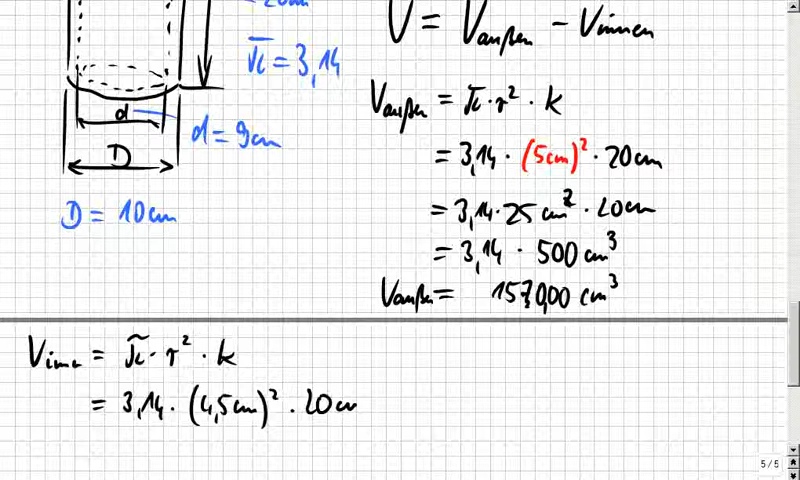 20cm
π = 3,14
d
d = 9cm
D
D = 10cm
V = Vaußen - Vinnen
Vaußen = π · r² · k
= 3,14 · (5cm)² · 20cm
= 3,14 · 25 cm² · 20cm
= 3,14 · 500 cm³
Vaußen = 1570,00 cm³
Vinnen = π · r² · k
= 3,14 · (4,5cm)² · 20cm
5/5